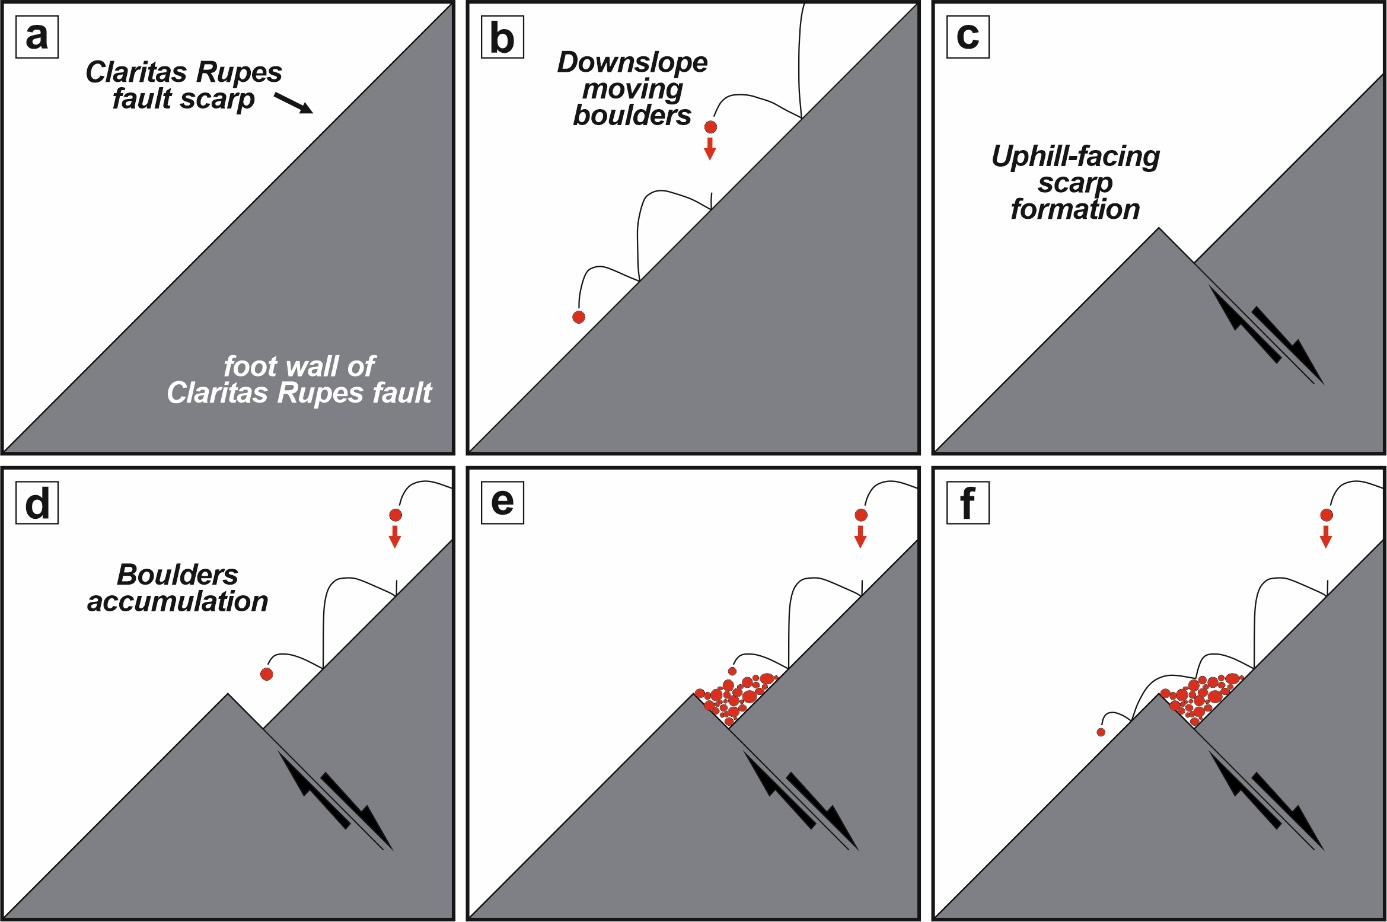 a
Claritas Rupes
fault scarp
foot wall of
Claritas Rupes fault
b
Downslope
moving
boulders
c
Uphill-facing
scarp
formation
d
Boulders
accumulation
e
f